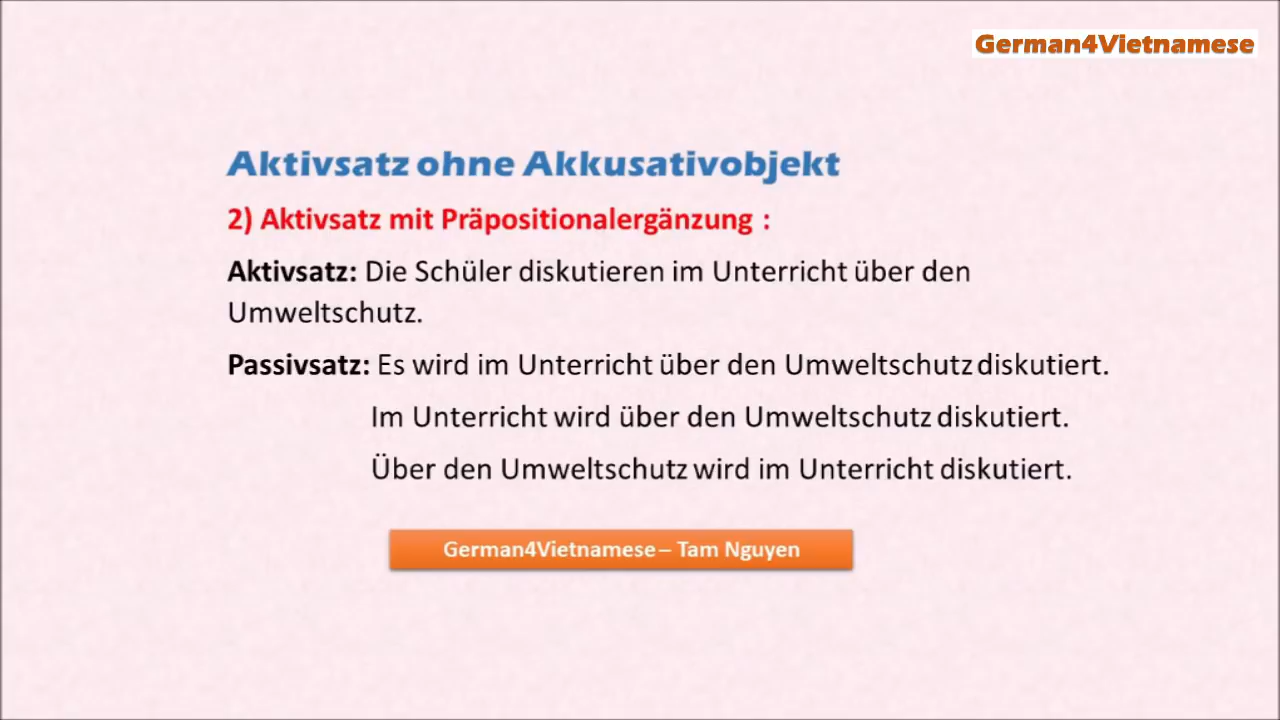 German4Vietnamese
Aktivsatz ohne Akkusativobjekt
2) Aktivsatz mit Präpositionalergänzung :
Aktivsatz: Die Schüler diskutieren im Unterricht über den
Umweltschutz.
Passivsatz: Es wird im Unterricht über den Umweltschutz diskutiert.
Im Unterricht wird über den Umweltschutz diskutiert.
Über den Umweltschutz wird im Unterricht diskutiert.
German4Vietnamese – Tam Nguyen